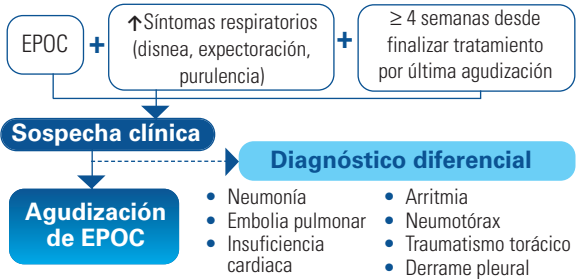 EPOC
+
↑Síntomas respiratorios
(disnea, expectoración,
purulencia)
+
≥ 4 semanas desde
finalizar tratamiento
por última agudización
Sospecha clínica
Diagnóstico diferencial
Agudización
de EPOC
• Neumonía
• Embolia pulmonar
• Insuficiencia
cardiaca
• Arritmia
• Neumotórax
• Traumatismo torácico
• Derrame pleural